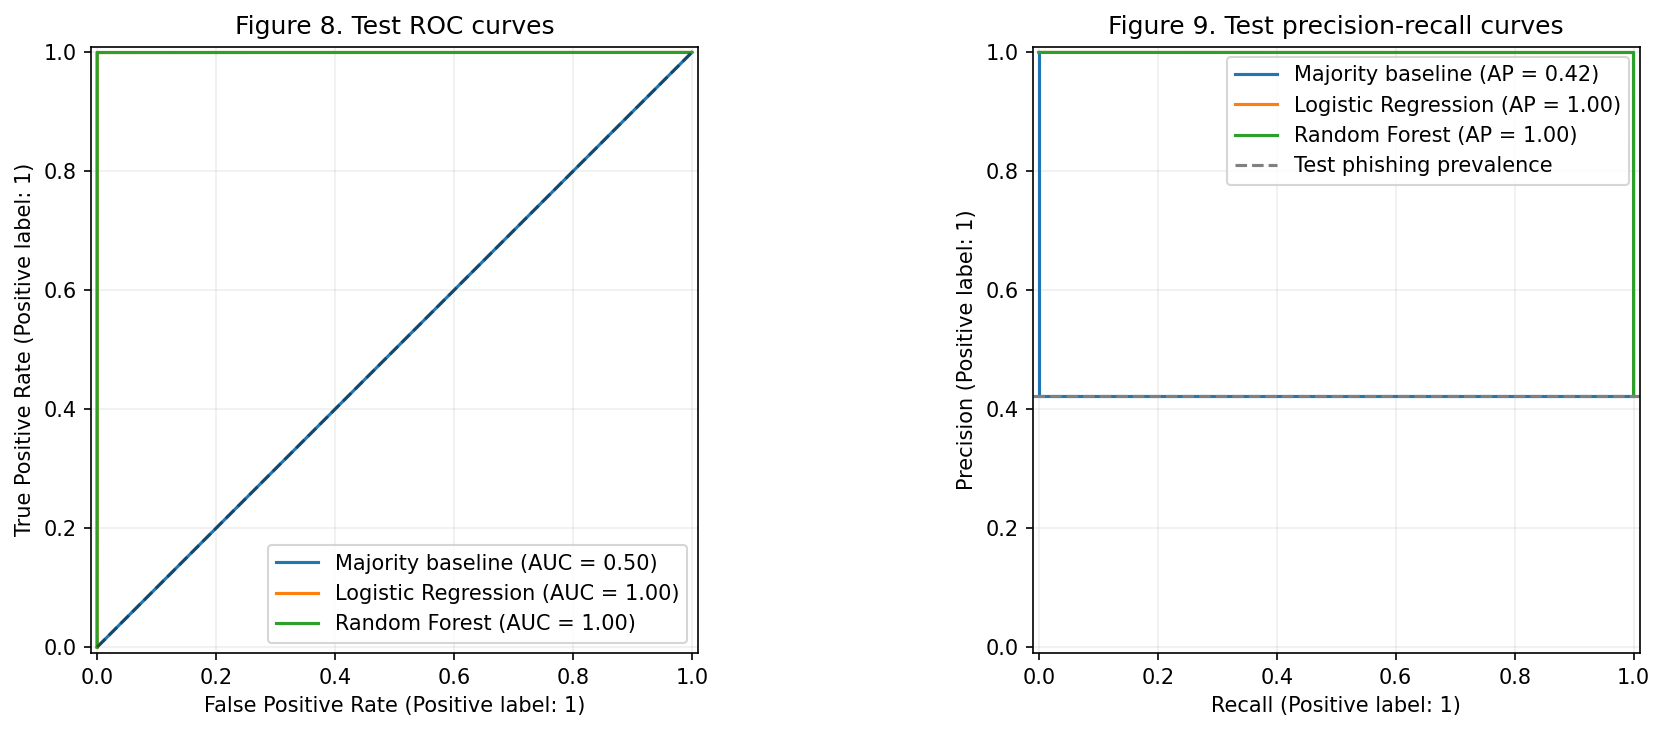 Figure 8. Test ROC curves
True Positive Rate (Positive label: 1)
1.0
0.8
0.6
0.4
0.2
0.0
Majority baseline (AUC = 0.50)
Logistic Regression (AUC = 1.00)
Random Forest (AUC = 1.00)
0.0 0.2 0.4 0.6 0.8 1.0
False Positive Rate (Positive label: 1)
Figure 9. Test precision-recall curves
Precision (Positive label: 1)
1.0
0.8
0.6
0.4
0.2
0.0
Majority baseline (AP = 0.42)
Logistic Regression (AP = 1.00)
Random Forest (AP = 1.00)
Test phishing prevalence
0.0 0.2 0.4 0.6 0.8 1.0
Recall (Positive label: 1)